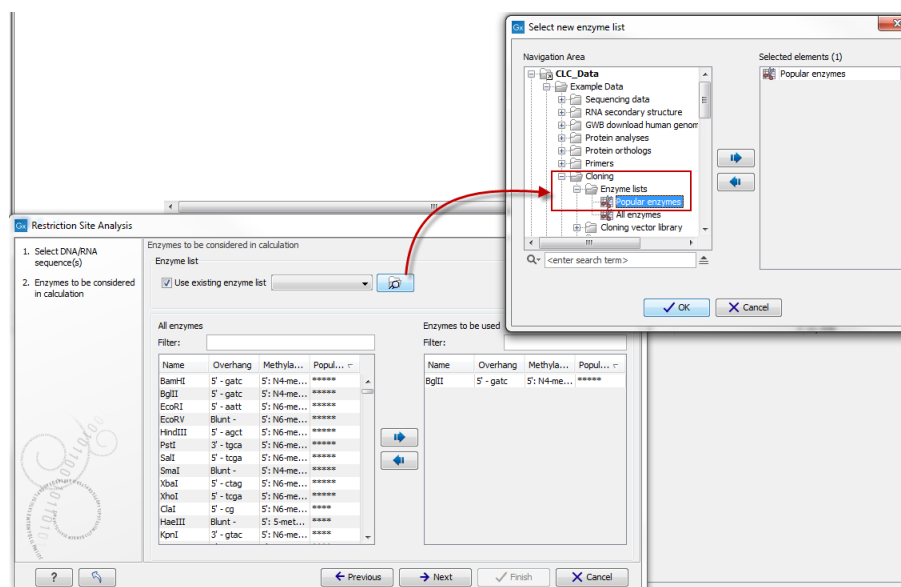 Select new enzyme list
Navigation Area
Selected elements (1)
CLC_Data
Example Data
Sequencing data
RNA secondary structure
GWB download human genom
Protein analyses
Protein orthologs
Primers
Cloning
Enzyme lists
Popular enzymes
All enzymes
Cloning vector library
Popular enzymes
<enter search term>
OK
Cancel
Restriction Site Analysis
1. Select DNA/RNA
sequence(s)
2. Enzymes to be considered
in calculation
Enzymes to be considered in calculation
Enzyme list
Use existing enzyme list
All enzymes
Filter:
Name Overhang Methyla... Popul...
BamHI 5' - gatc 5': N4-me... *****
BglII 5' - gatc 5': N4-me... *****
EcoRI 5' - aatt 5': N6-me... *****
EcoRV Blunt - 5': N6-me... *****
HindIII 5' - agct 5': N6-me... *****
PstI 3' - tgca 5': N6-me... *****
SalI 5' - tcga 5': N6-me... *****
SmaI Blunt - 5': N4-me... *****
XbaI 5' - ctag 5': N6-me... *****
XhoI 5' - tcga 5': N6-me... *****
ClaI 5' - cg 5': N6-me... ****
HaeIII Blunt - 5': 5-met... ****
KpnI 3' - gtac 5': N6-me... ****
Enzymes to be used
Filter:
Name Overhang Methyla... Popul...
BglII 5' - gatc 5': N4-me... *****
?
Previous
Next
Finish
Cancel